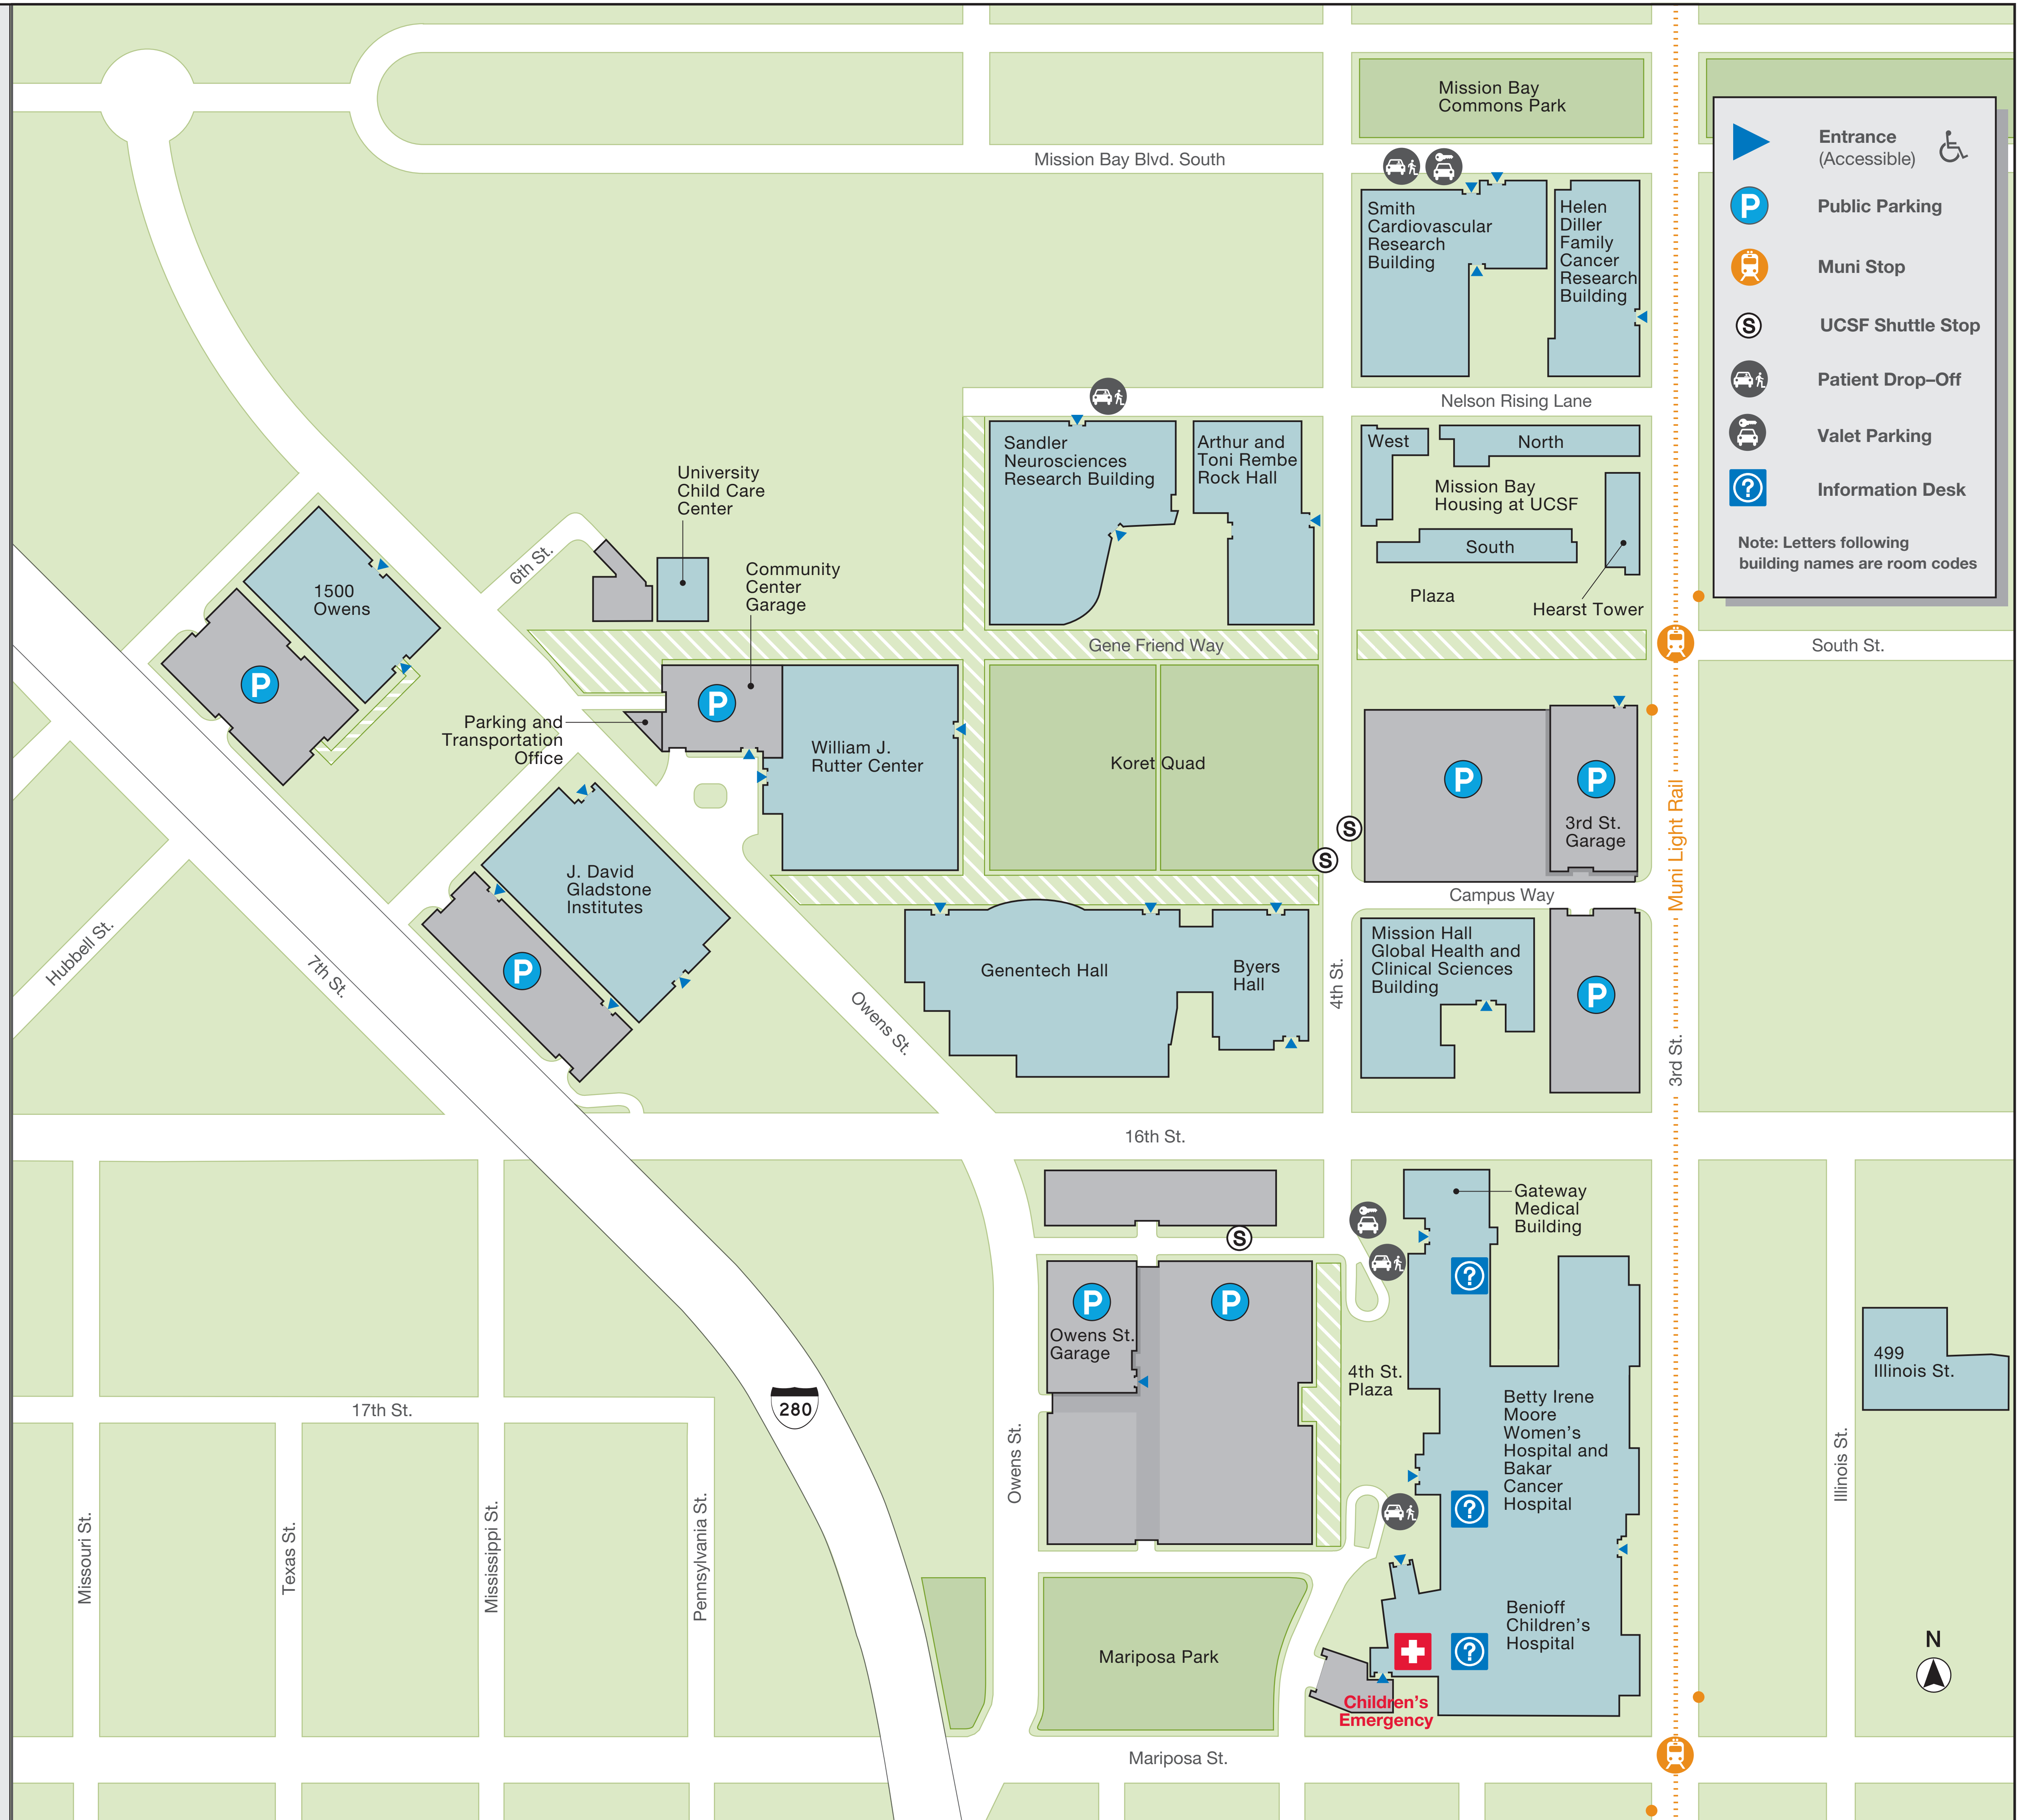 Mission Bay
Commons Park
Mission Bay Blvd. South
Entrance
(Accessible)
P
Public Parking
Muni Stop
S
UCSF Shuttle Stop
Patient Drop–Off
Valet Parking
?
Information Desk
Note: Letters following
building names are room codes
Smith
Cardiovascular
Research
Building
Helen
Diller
Family
Cancer
Research
Building
Nelson Rising Lane
Sandler
Neurosciences
Research Building
Arthur and
Toni Rembe
Rock Hall
West
North
Mission Bay
Housing at UCSF
South
Plaza
Hearst Tower
University
Child Care
Center
6th St.
Community
Center
Garage
1500
Owens
P
Gene Friend Way
South St.
P
Parking and
Transportation
Office
William J.
Rutter Center
Koret Quad
P
P
3rd St.
Garage
Muni Light Rail
S
S
Campus Way
J. David
Gladstone
Institutes
P
Hubbell St.
7th St.
Owens St.
Genentech Hall
Byers
Hall
4th St.
Mission Hall
Global Health and
Clinical Sciences
Building
P
3rd St.
16th St.
Gateway
Medical
Building
S
?
P
P
Owens St.
Garage
4th St.
Plaza
499
Illinois St.
280
17th St.
Owens St.
Betty Irene
Moore
Women's
Hospital and
Bakar
Cancer
Hospital
?
Illinois St.
Missouri St.
Texas St.
Mississippi St.
Pennsylvania St.
Mariposa Park
Benioff
Children's
Hospital
?
Children's
Emergency
N
Mariposa St.